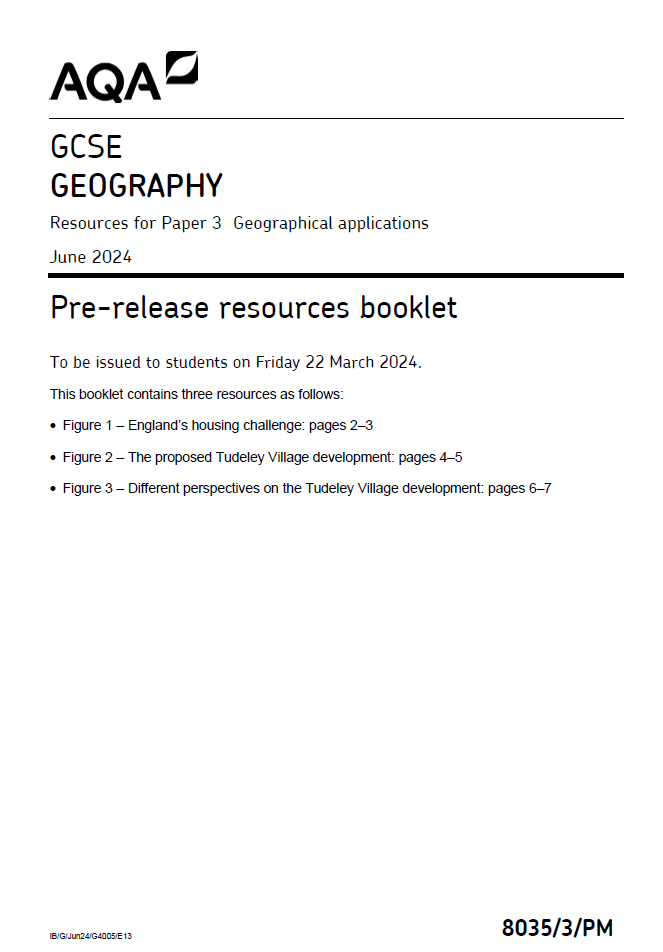 AQA
GCSE
GEOGRAPHY
Resources for Paper 3 Geographical applications
June 2024
Pre-release resources booklet
To be issued to students on Friday 22 March 2024.
This booklet contains three resources as follows:
• Figure 1 – England’s housing challenge: pages 2–3
• Figure 2 – The proposed Tudeley Village development: pages 4–5
• Figure 3 – Different perspectives on the Tudeley Village development: pages 6–7
IB/G/Jun24/G4005/E13
8035/3/PM